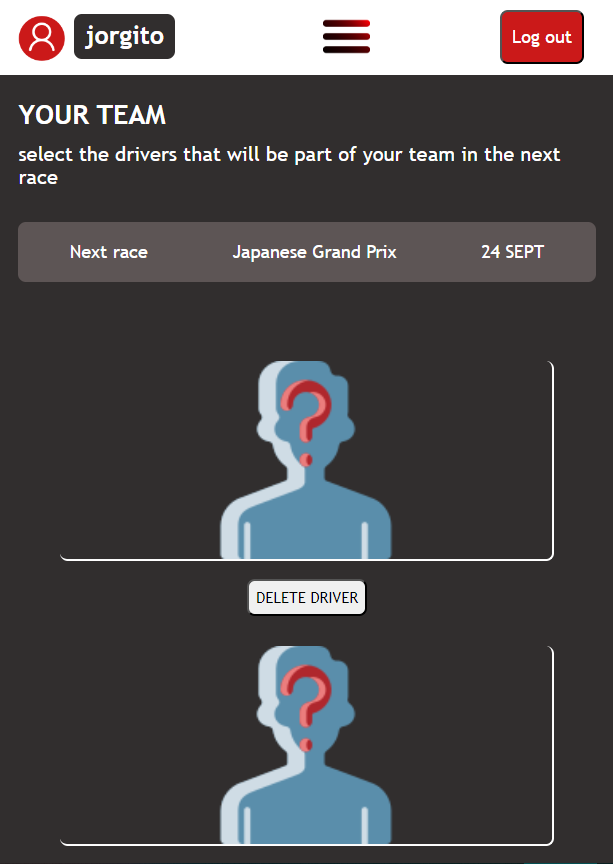 jorgito
Log out
YOUR TEAM
select the drivers that will be part of your team in the next
race
Next race Japanese Grand Prix 24 SEPT
?
DELETE DRIVER
?